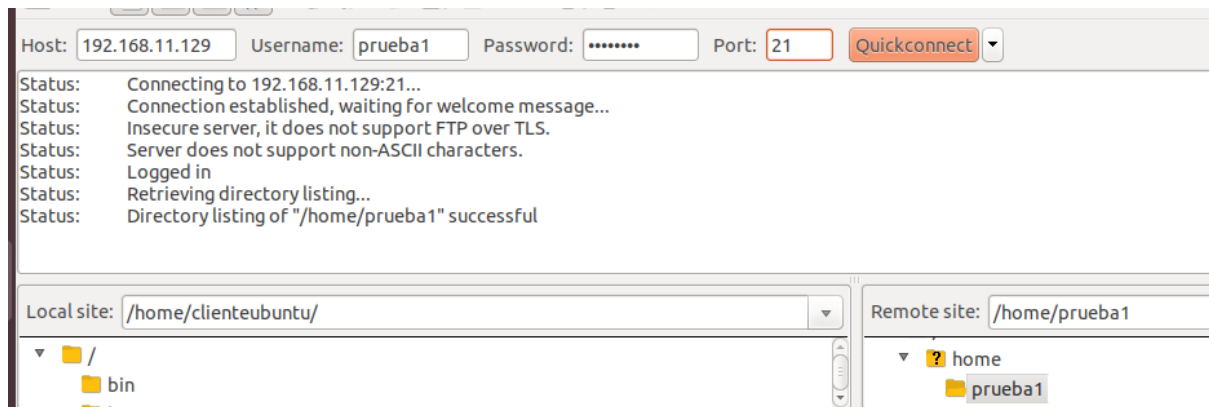 Host: 192.168.11.129 Username: prueba1 Password: •••••••• Port: 21 Quickconnect
Status: Connecting to 192.168.11.129:21...
Status: Connection established, waiting for welcome message...
Status: Insecure server, it does not support FTP over TLS.
Status: Server does not support non-ASCII characters.
Status: Logged in
Status: Retrieving directory listing...
Status: Directory listing of "/home/prueba1" successful
Local site: /home/clienteubuntu/ Remote site: /home/prueba1
/ ? home
bin prueba1